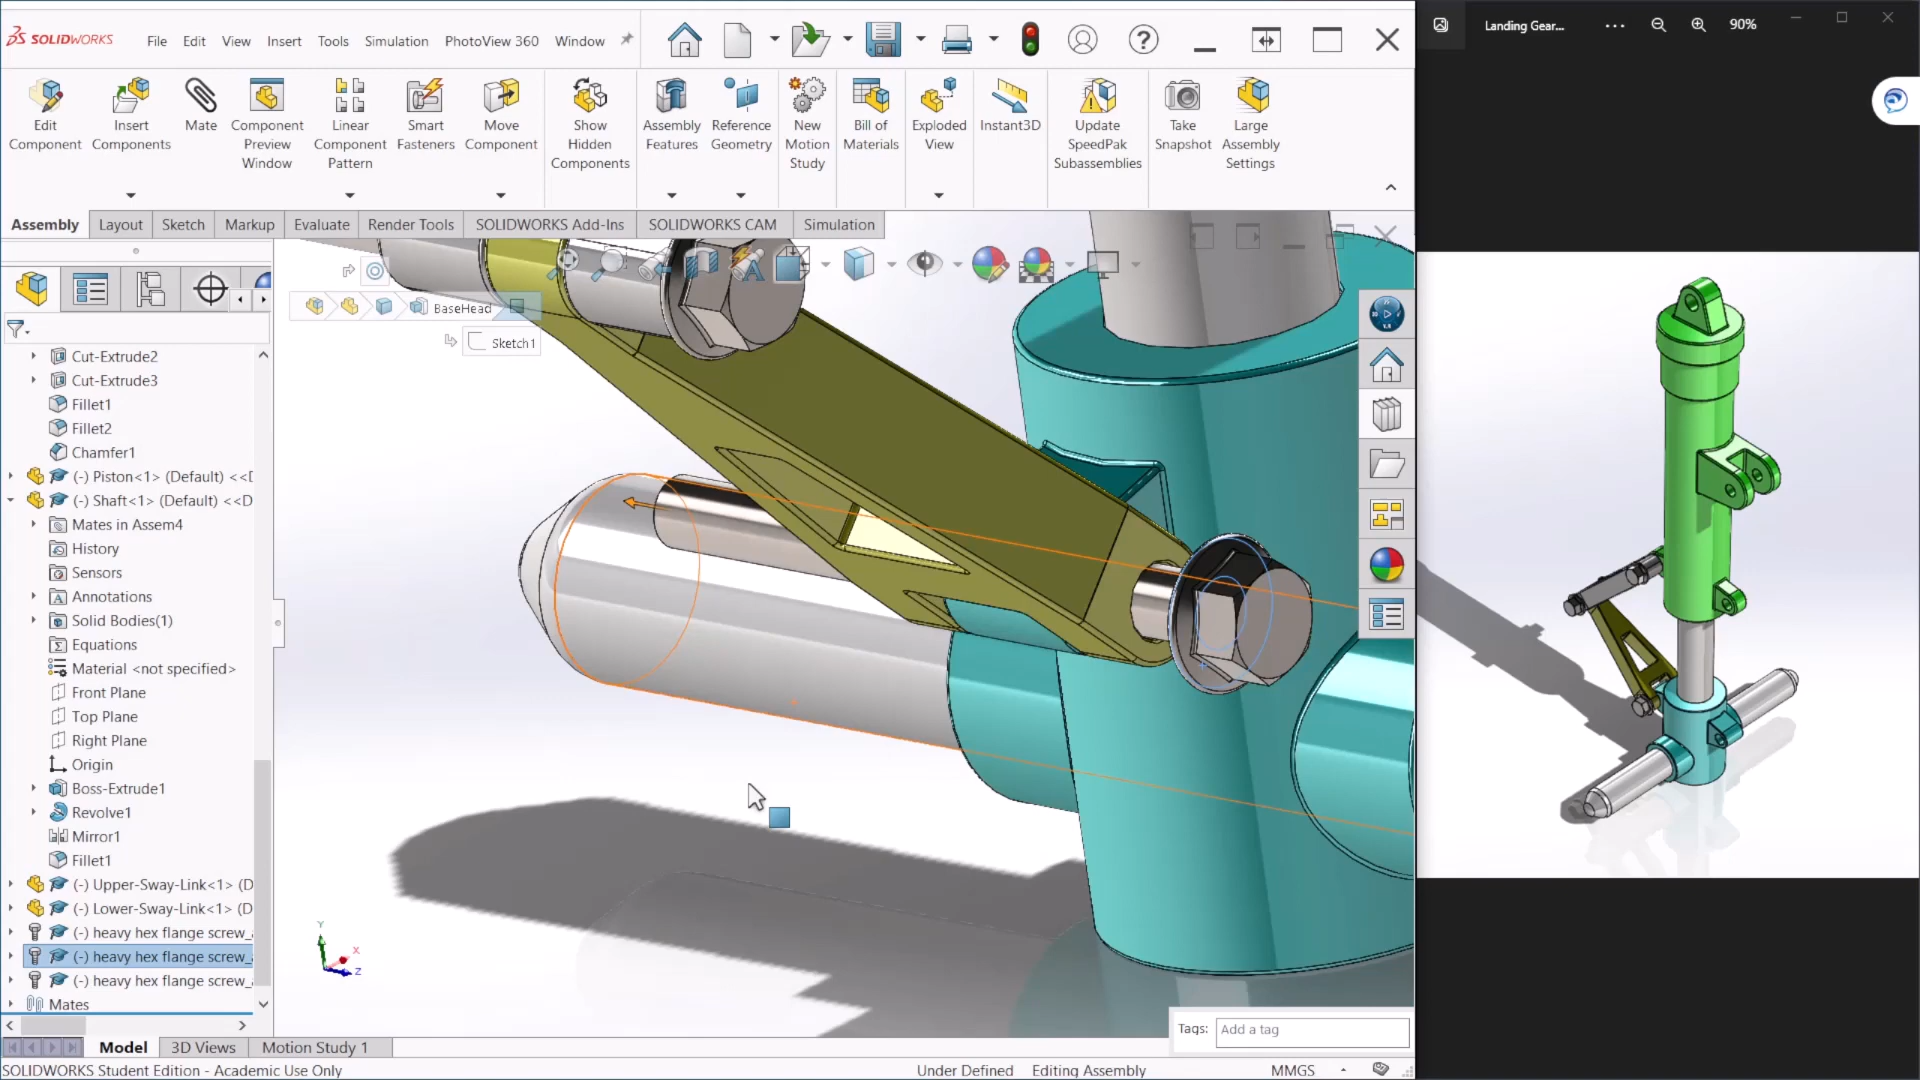 SOLIDWORKS
File Edit View Insert Tools Simulation PhotoView 360 Window
Landing Gear... 90%
Edit Component
Insert Components
Mate
Component Preview Window
Linear Component Pattern
Smart Fasteners
Move Component
Show Hidden Components
Assembly Features
Reference Geometry
New Motion Study
Bill of Materials
Exploded View
Instant3D
Update SpeedPak Subassemblies
Take Snapshot
Large Assembly Settings
Assembly Layout Sketch Markup Evaluate Render Tools SOLIDWORKS Add-Ins SOLIDWORKS CAM Simulation
BaseHead
Sketch1
Cut-Extrude2
Cut-Extrude3
Fillet1
Fillet2
Chamfer1
(-) Piston<1> (Default) <<D
(-) Shaft<1> (Default) <<D
Mates in Assem4
History
Sensors
Annotations
Solid Bodies(1)
Equations
Material <not specified>
Front Plane
Top Plane
Right Plane
Origin
Boss-Extrude1
Revolve1
Mirror1
Fillet1
(-) Upper-Sway-Link<1> (D
(-) Lower-Sway-Link<1> (D
(-) heavy hex flange screw_
(-) heavy hex flange screw_
(-) heavy hex flange screw_
Mates
Y
X
Z
Tags: Add a tag
Model 3D Views Motion Study 1
SOLIDWORKS Student Edition - Academic Use Only Under Defined Editing Assembly MMGS